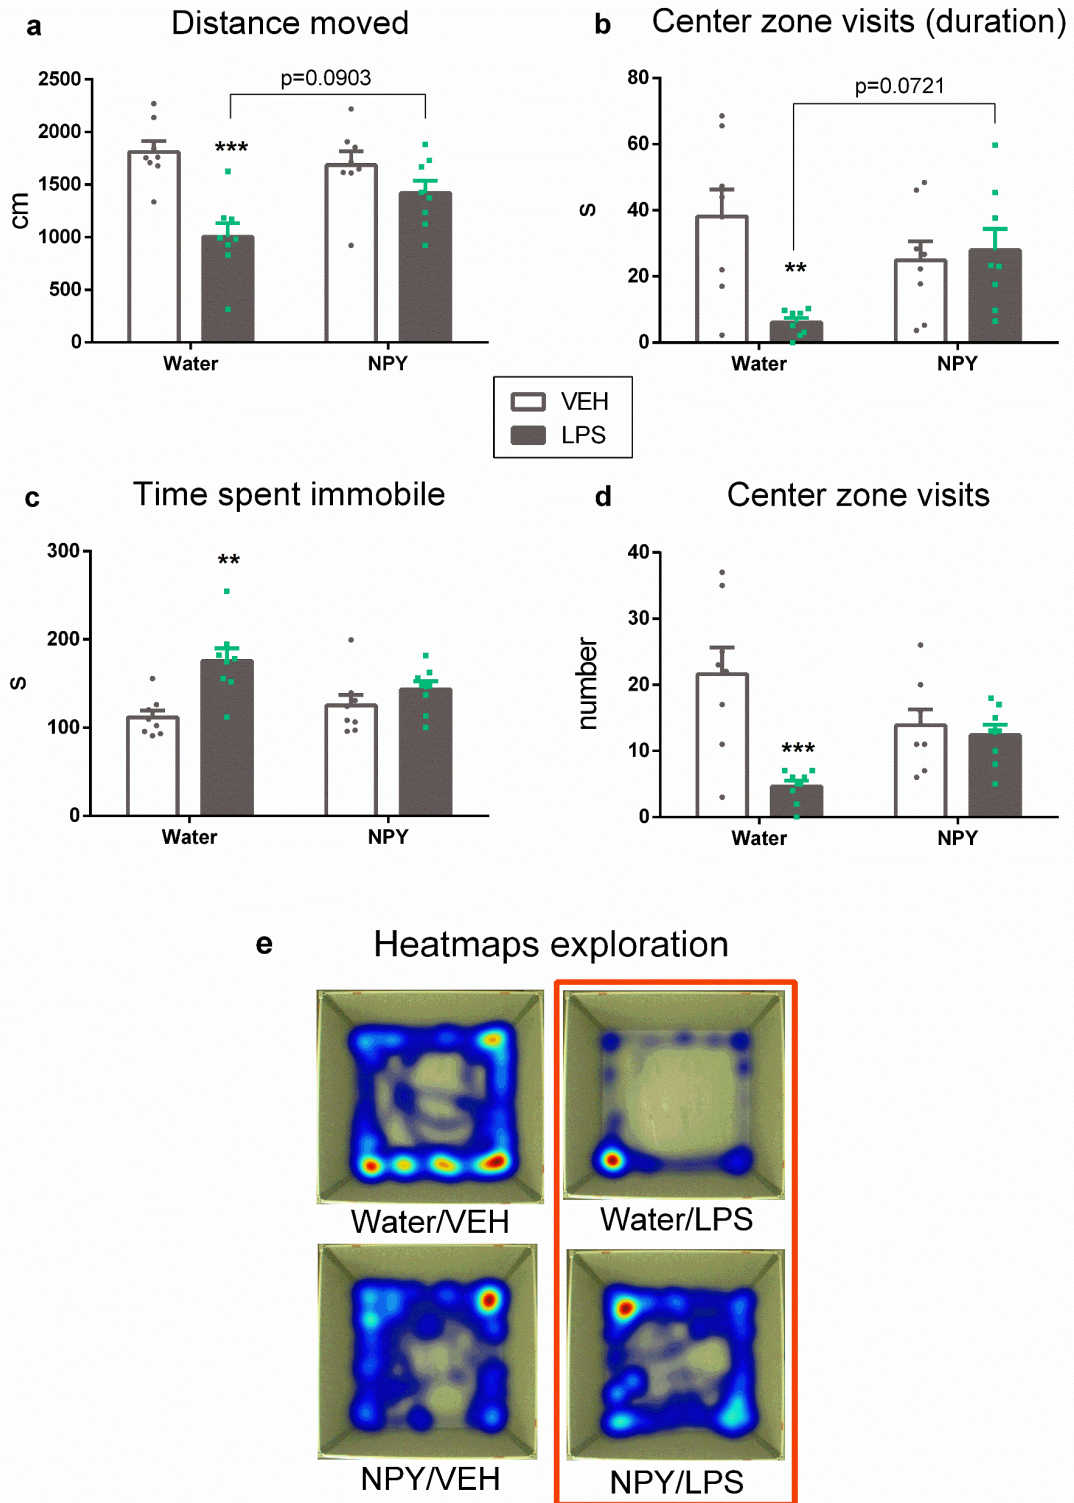 a Distance moved
2500
2000
1500
1000
500
0
cm
p=0.0903
***
Water NPY
b Center zone visits (duration)
80
60
40
20
0
s
p=0.0721
**
Water NPY
VEH
LPS
c Time spent immobile
300
200
100
0
s
**
Water NPY
d Center zone visits
40
30
20
10
0
number
***
Water NPY
e Heatmaps exploration
Water/VEH Water/LPS
NPY/VEH NPY/LPS